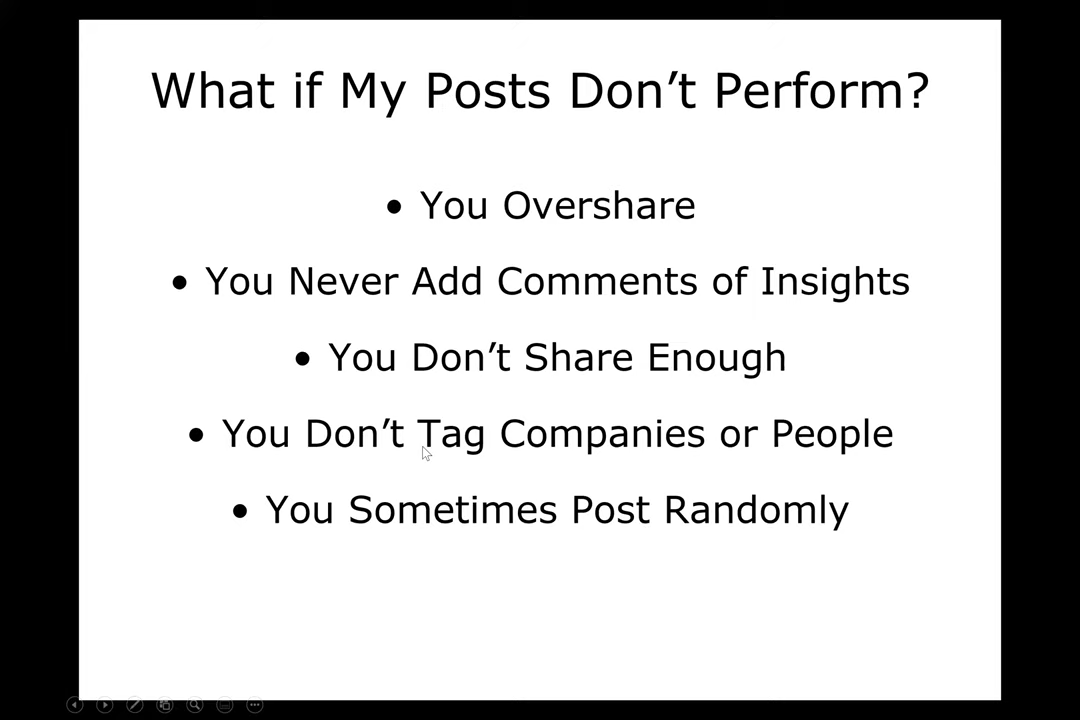 What if My Posts Don’t Perform?
• You Overshare
• You Never Add Comments of Insights
• You Don’t Share Enough
• You Don’t Tag Companies or People
• You Sometimes Post Randomly